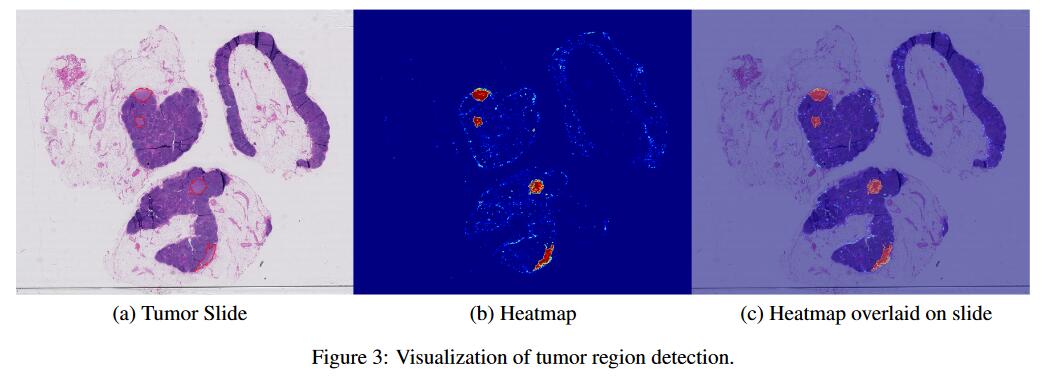 (a) Tumor Slide
(b) Heatmap
(c) Heatmap overlaid on slide
Figure 3: Visualization of tumor region detection.